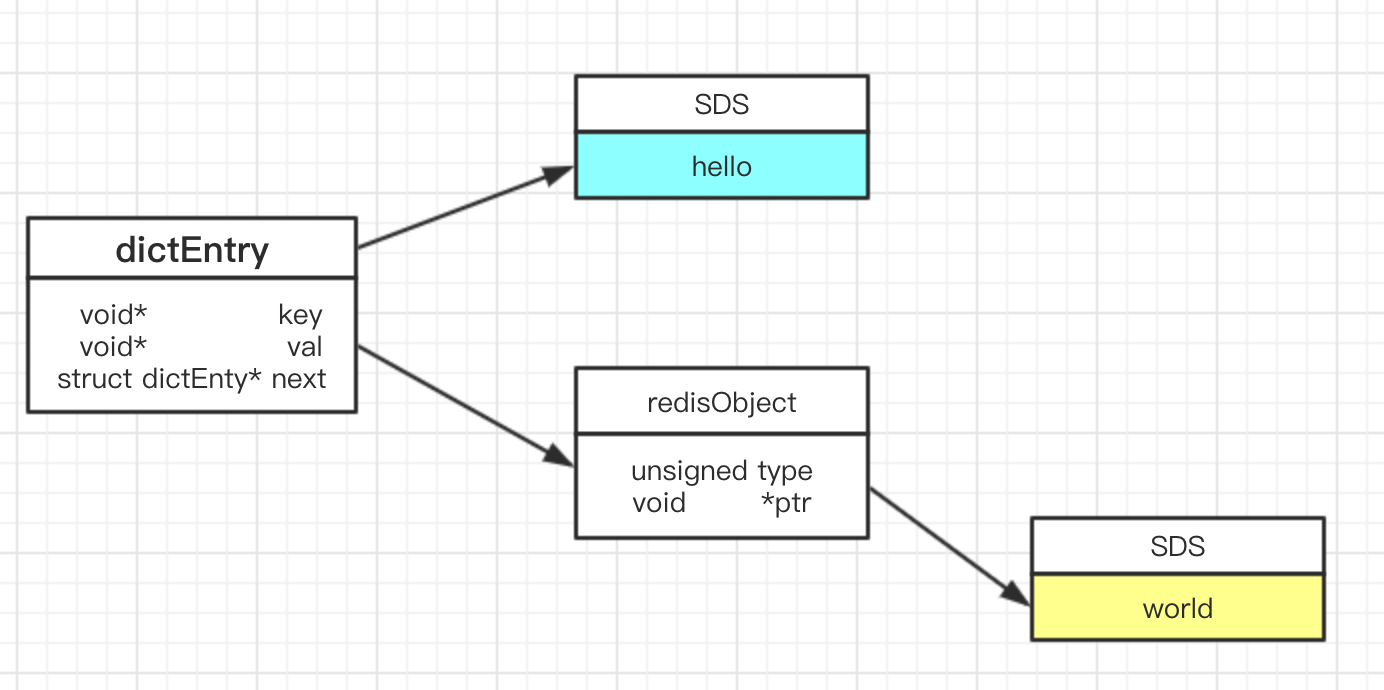 SDS
hello
dictEntry
void* key
void* val
struct dictEnty* next
redisObject
unsigned type
void *ptr
SDS
world